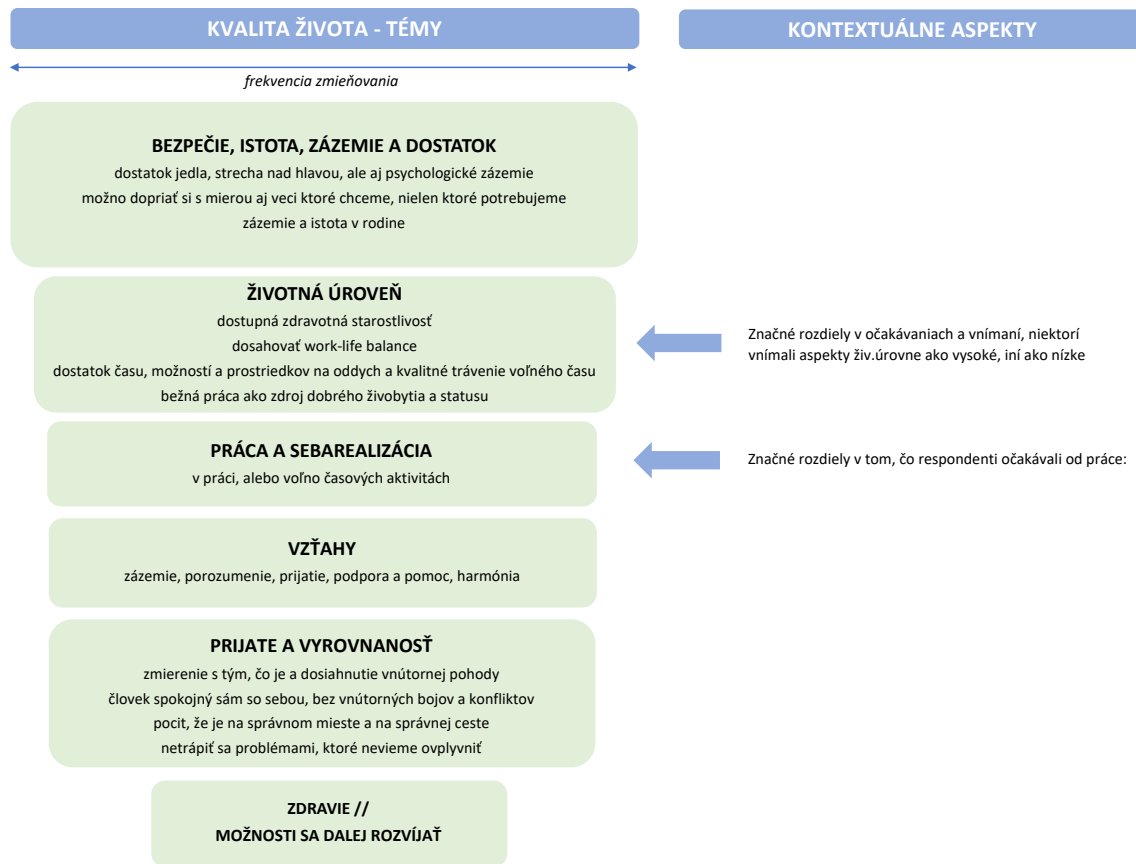 KVALITA ŽIVOTA - TÉMY
KONTEXTUÁLNE ASPEKTY
frekvencia zmieňovania
BEZPEČIE, ISTOTA, ZÁZEMIE A DOSTATOK
dostatok jedla, strecha nad hlavou, ale aj psychologické zázemie
možno dopriať si s mierou aj veci ktoré chceme, nielen ktoré potrebujeme
zázemie a istota v rodine
ŽIVOTNÁ ÚROVEŇ
dostupná zdravotná starostlivosť
dosahovať work-life balance
dostatok času, možností a prostriedkov na oddych a kvalitné trávenie voľného času
bežná práca ako zdroj dobrého živobytia a statusu
Značné rozdiely v očakávaniach a vnímaní, niektorí
vnímali aspekty živ.úrovne ako vysoké, iní ako nízke
PRÁCA A SEBAREALIZÁCIA
v práci, alebo voľno časových aktivitách
Značné rozdiely v tom, čo respondenti očakávali od práce:
VZŤAHY
zázemie, porozumenie, prijatie, podpora a pomoc, harmónia
PRIJATE A VYROVNANOSŤ
zmierenie s tým, čo je a dosiahnutie vnútornej pohody
človek spokojný sám so sebou, bez vnútorných bojov a konfliktov
pocit, že je na správnom mieste a na správnej ceste
netrápiť sa problémami, ktoré nevieme ovplyvniť
ZDRAVIE //
MOŽNOSTI SA DALEJ ROZVÍJAŤ